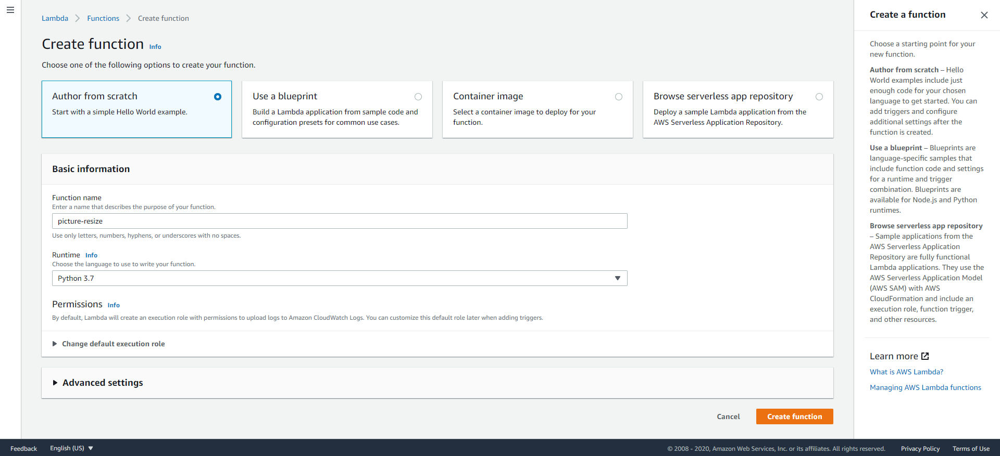 Lambda
Functions
Create function
Create function Info
Choose one of the following options to create your function.
Author from scratch
Start with a simple Hello World example.
Use a blueprint
Build a Lambda application from sample code and
configuration presets for common use cases.
Container image
Select a container image to deploy for your
function.
Browse serverless app repository
Deploy a sample Lambda application from the
AWS Serverless Application Repository.
Basic information
Function name
Enter a name that describes the purpose of your function.
picture-resize
Use only letters, numbers, hyphens, or underscores with no spaces.
Runtime Info
Choose the language to use to write your function.
Python 3.7
Permissions Info
By default, Lambda will create an execution role with permissions to upload logs to Amazon CloudWatch Logs. You can customize this default role later when adding triggers.
Change default execution role
Advanced settings
Cancel
Create function
Create a function
Choose a starting point for your
new function.
Author from scratch – Hello
World examples include just
enough code for your chosen
language to get started. You can
add triggers and configure
additional settings after the
function is created.
Use a blueprint – Blueprints are
language-specific samples that
include function code and settings
for a runtime and trigger
combination. Blueprints are
available for Node.js and Python
runtimes.
Browse serverless app repository
– Sample applications from the
AWS Serverless Application
Repository are fully functional
Lambda applications. They use the
AWS Serverless Application Model
(AWS SAM) with AWS
CloudFormation and include an
execution role, function trigger,
and other resources.
Learn more
What is AWS Lambda?
Managing AWS Lambda functions
Feedback
English (US)
© 2008 - 2020, Amazon Web Services, Inc. or its affiliates. All rights reserved.
Privacy Policy
Terms of Use